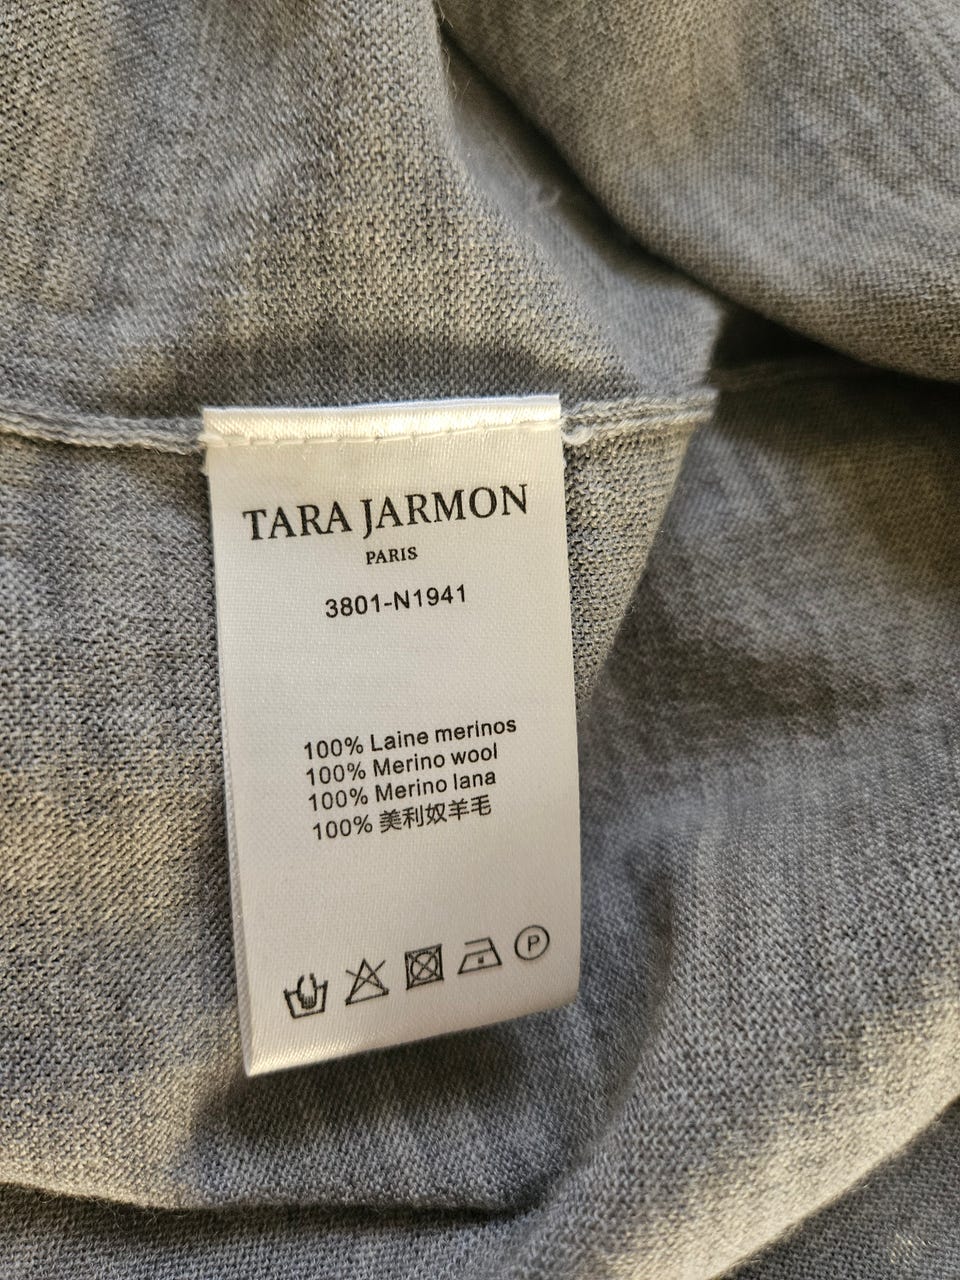 TARA JARMON
PARIS
3801-N1941
100% Laine merinos
100% Merino wool
100% Merino lana
100% 美利奴羊毛
P